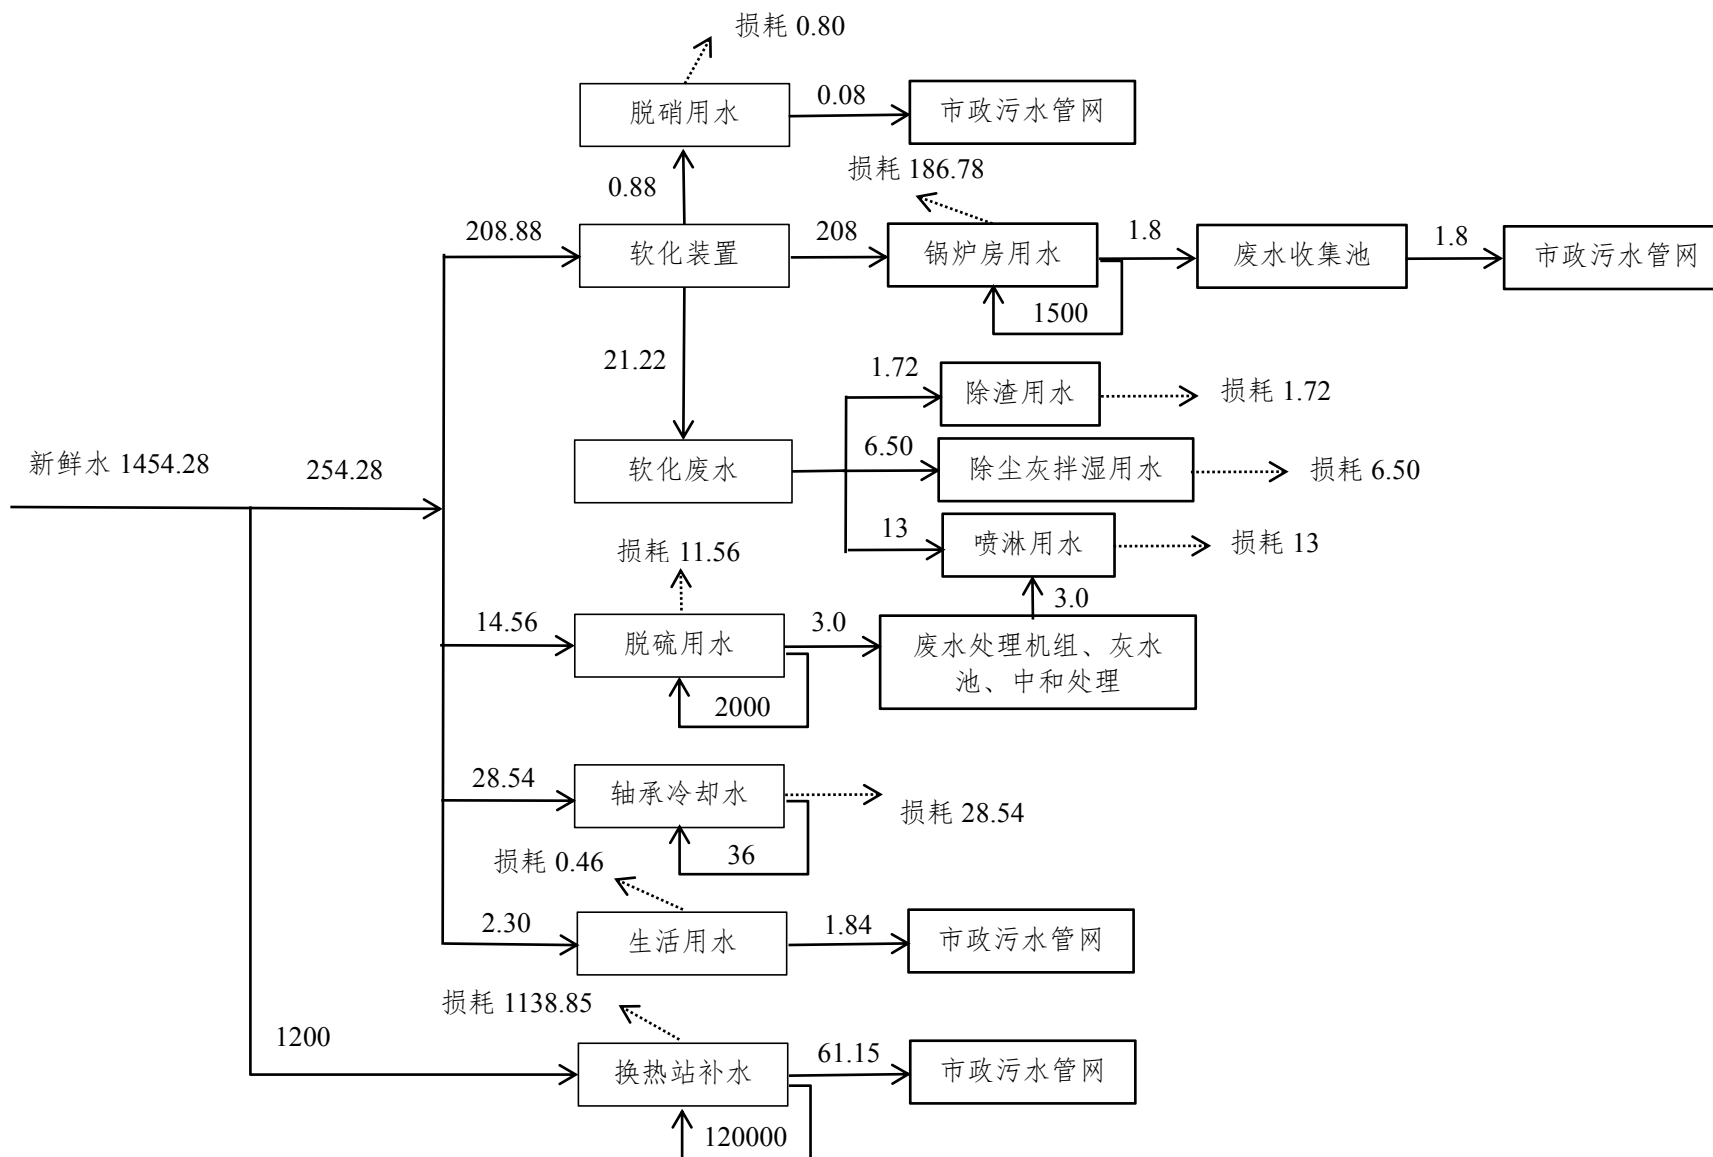 损耗 0.80
脱硝用水
0.08
市政污水管网
0.88
损耗 186.78
208.88
软化装置
208
锅炉房用水
1.8
废水收集池
1.8
市政污水管网
1500
21.22
1.72
除渣用水
损耗 1.72
新鲜水 1454.28
254.28
软化废水
6.50
除尘灰拌湿用水
损耗 6.50
13
喷淋用水
损耗 13
损耗 11.56
3.0
14.56
脱硫用水
3.0
废水处理机组、灰水
池、中和处理
2000
28.54
轴承冷却水
损耗 28.54
36
损耗 0.46
2.30
生活用水
1.84
市政污水管网
损耗 1138.85
1200
换热站补水
61.15
市政污水管网
120000